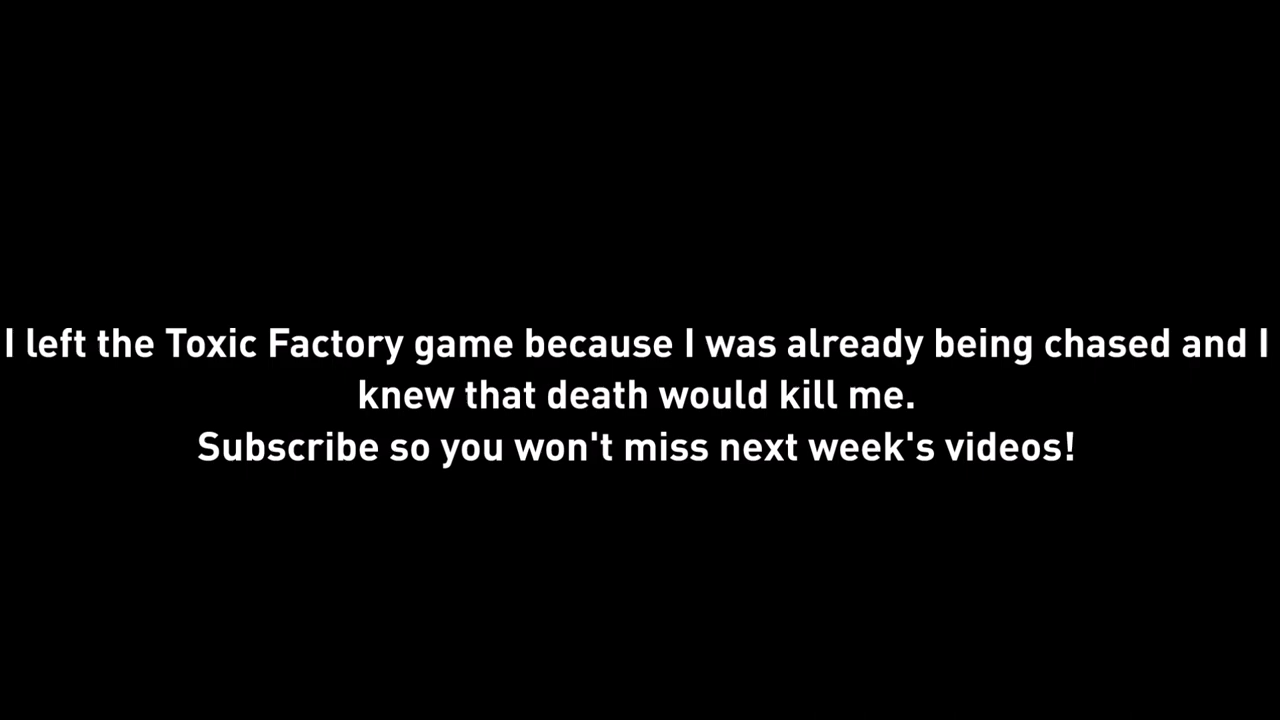 I left the Toxic Factory game because I was already being chased and I
knew that death would kill me.
Subscribe so you won't miss next week's videos!